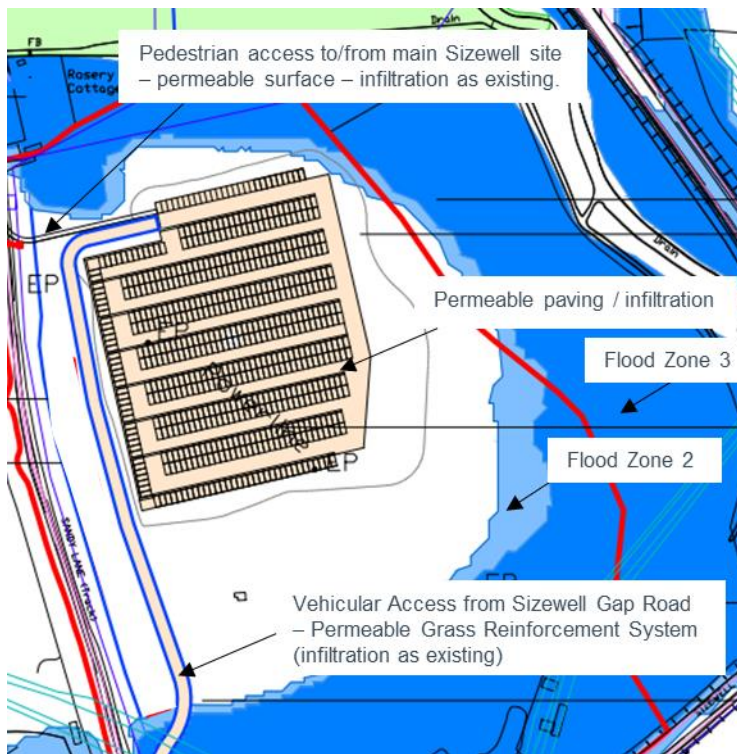 Drain
FB
Pedestrian access to/from main Sizewell site
– permeable surface – infiltration as existing.
Rosery
Cottage
Drain
EP
Permeable paving / infiltration
EP
Flood Zone 3
EP
Flood Zone 2
SANDY LANE (Track)
EP
Vehicular Access from Sizewell Gap Road
– Permeable Grass Reinforcement System
(infiltration as existing)